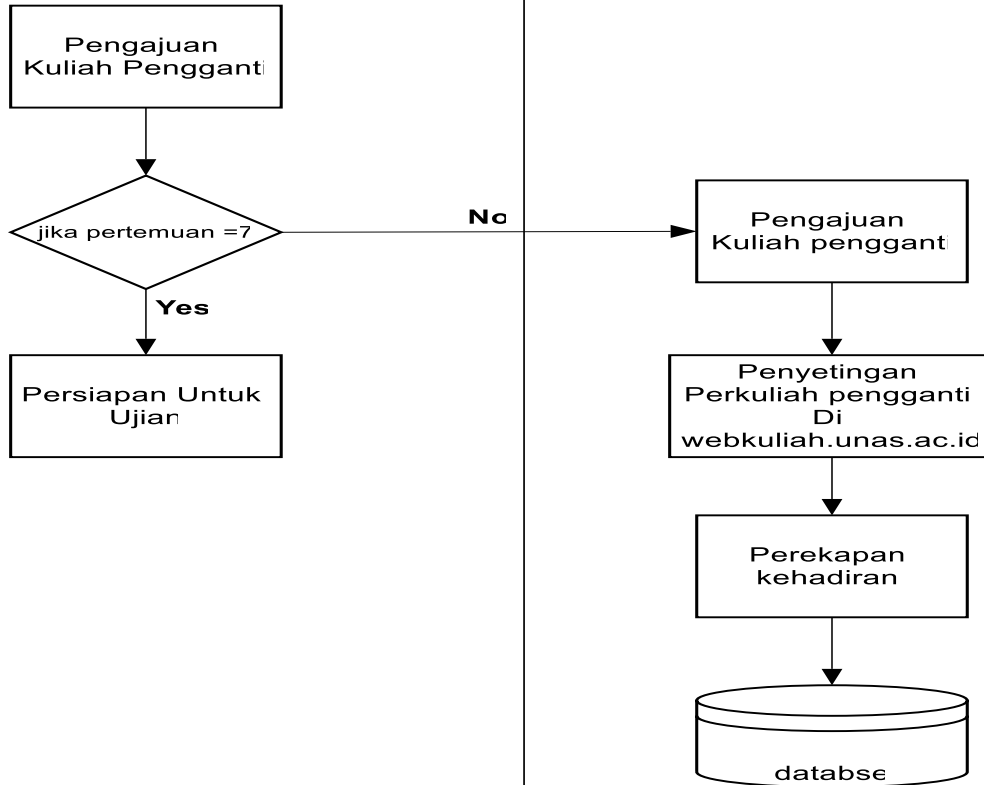 Pengajuan
Kuliah Pengganti
jika pertemuan =7
No
Yes
Persiapan Untuk
Ujian
Pengajuan
Kuliah pengganti
Penyetingan
Perkuliah pengganti
Di
webkuliah.unas.ac.id
Perekapan
kehadiran
databse